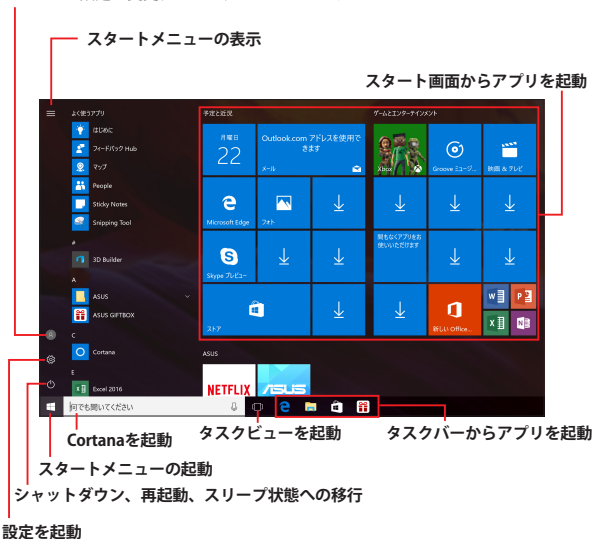 スタートメニューの表示
スタート画面からアプリを起動
よく使うアプリ
はじめに
フィードバック Hub
マップ
People
Sticky Notes
Snipping Tool
#
3D Builder
A
ASUS
ASUS GIFTBOX
C
Cortana
E
Excel 2016
何でも聞いてください
予定と近況
月曜日
22
Outlook.com アドレスを使用できます
メール
Microsoft Edge
フォト
Skype プレビュー
ストア
ゲームとエンターテインメント
Xbox
Groove ミュージ...
映画 & テレビ
間もなくアプリをお使いいただけます
新しい Office...
ASUS
NETFLIX
ASUS
Cortanaを起動
タスクビューを起動
タスクバーからアプリを起動
スタートメニューの起動
シャットダウン、再起動、スリープ状態への移行
設定を起動